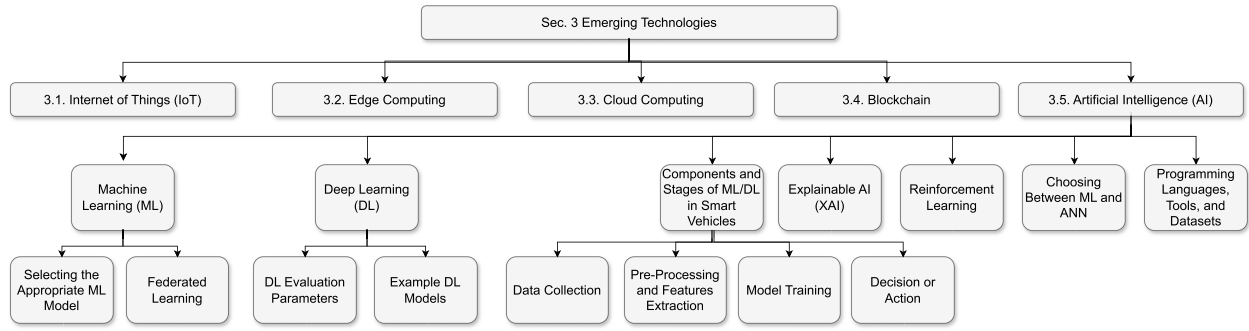 Sec. 3 Emerging Technologies
3.1. Internet of Things (IoT)
3.2. Edge Computing
3.3. Cloud Computing
3.4. Blockchain
3.5. Artificial Intelligence (AI)
Machine
Learning (ML)
Deep Learning
(DL)
Components and
Stages of ML/DL
in Smart
Vehicles
Explainable AI
(XAI)
Reinforcement
Learning
Choosing
Between ML and
ANN
Programming
Languages,
Tools, and
Datasets
Selecting the
Appropriate ML
Model
Federated
Learning
DL Evaluation
Parameters
Example DL
Models
Data Collection
Pre-Processing
and Features
Extraction
Model Training
Decision or
Action